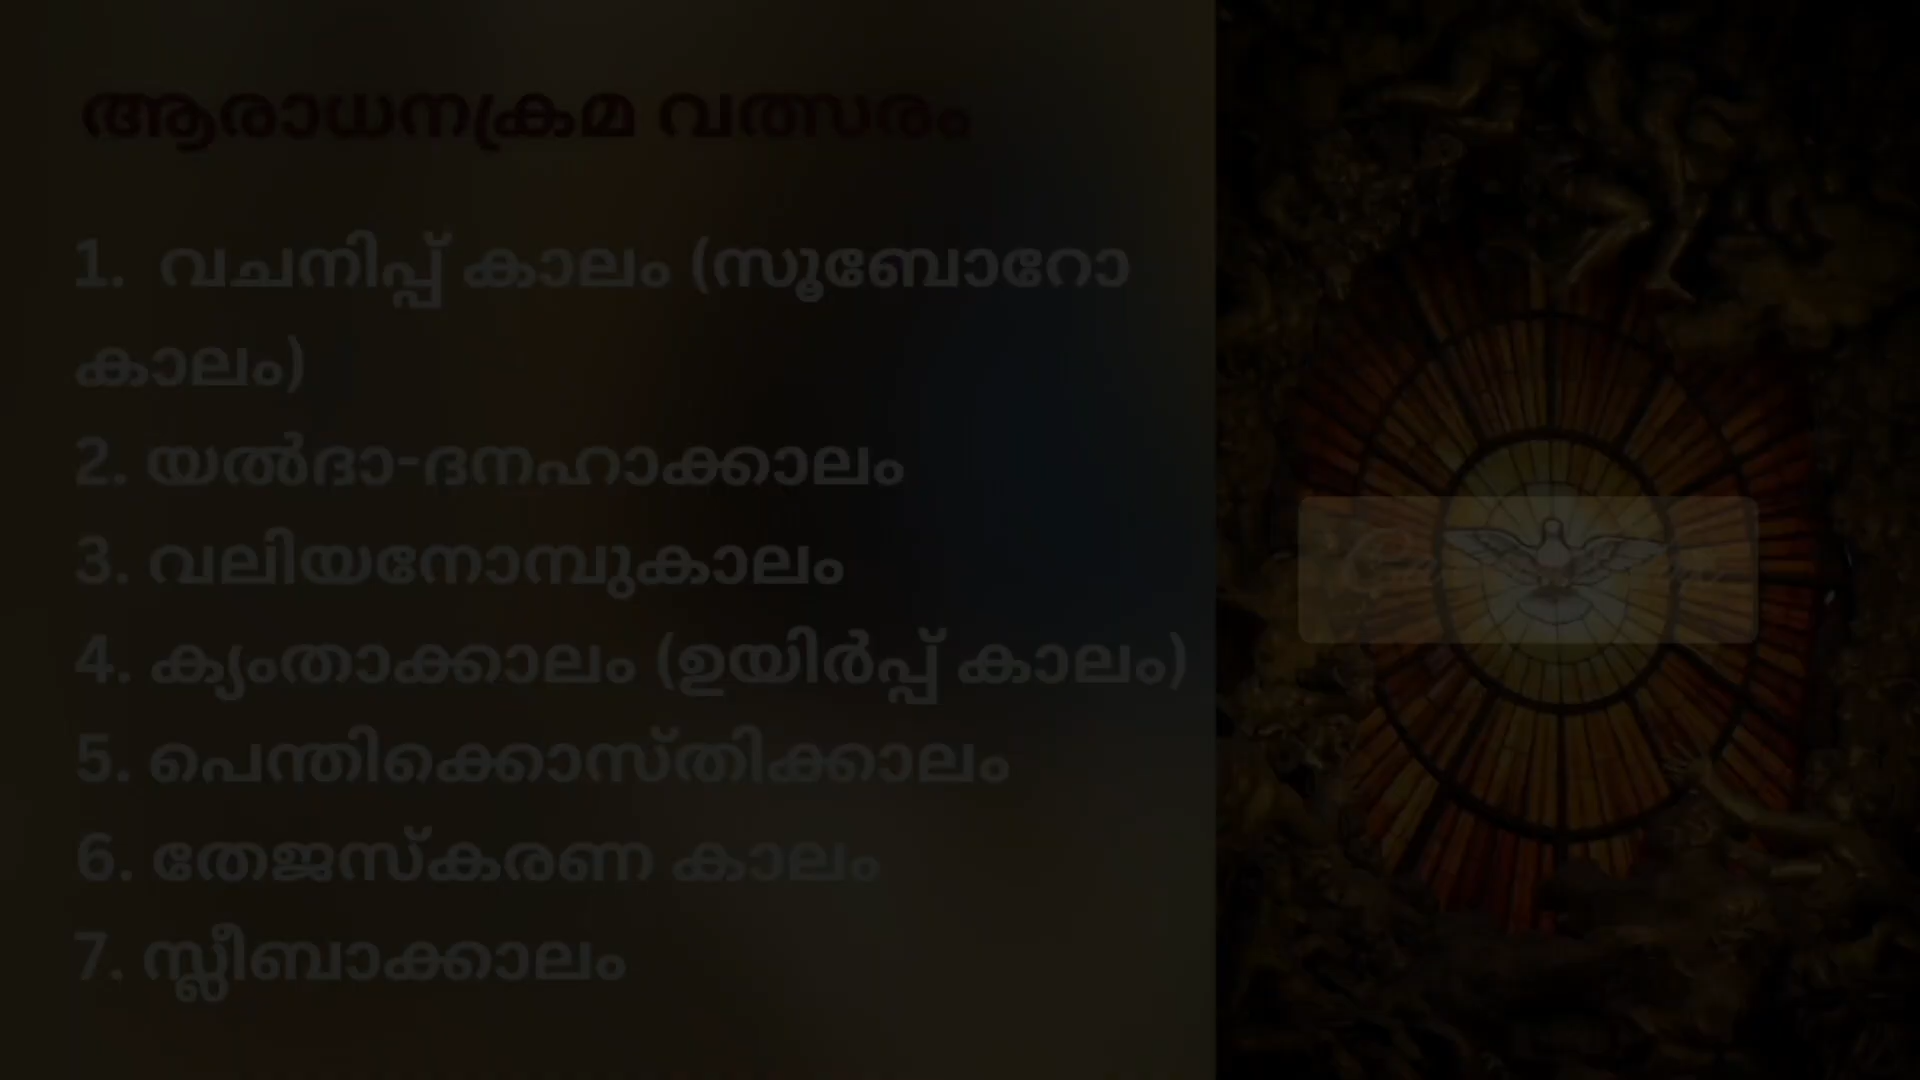 ആരാധനക്രമ വത്സരം
1. വചനിപ്പ് കാലം (സൂബോറോ
കാലം)
2. യൽദാ-ദനഹാക്കാലം
3. വലിയനോമ്പുകാലം
4. ക്യംതാക്കാലം (ഉയിർപ്പ് കാലം)
5. പെന്തിക്കൊസ്തിക്കാലം
6. തേജസ്കരണ കാലം
7. സ്ലീബാക്കാലം